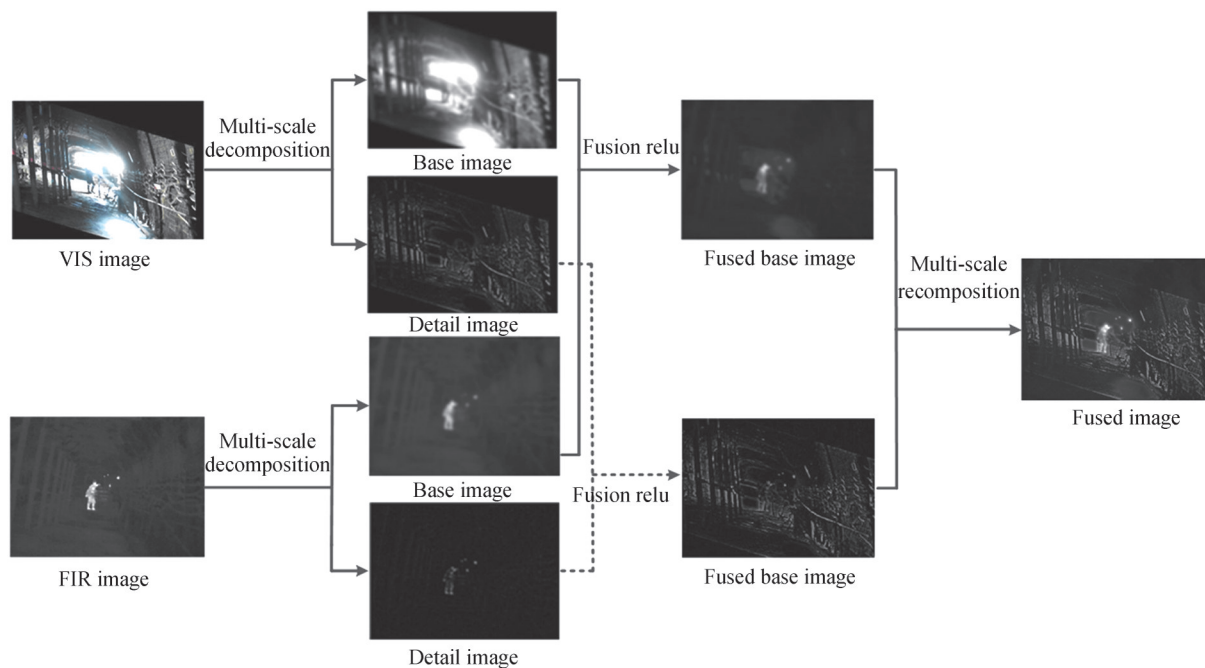 Multi-scale
decomposition
VIS image
Base image
Detail image
Fusion relu
Fused base image
Multi-scale
recomposition
Fused image
Multi-scale
decomposition
FIR image
Base image
Detail image
Fusion relu
Fused base image